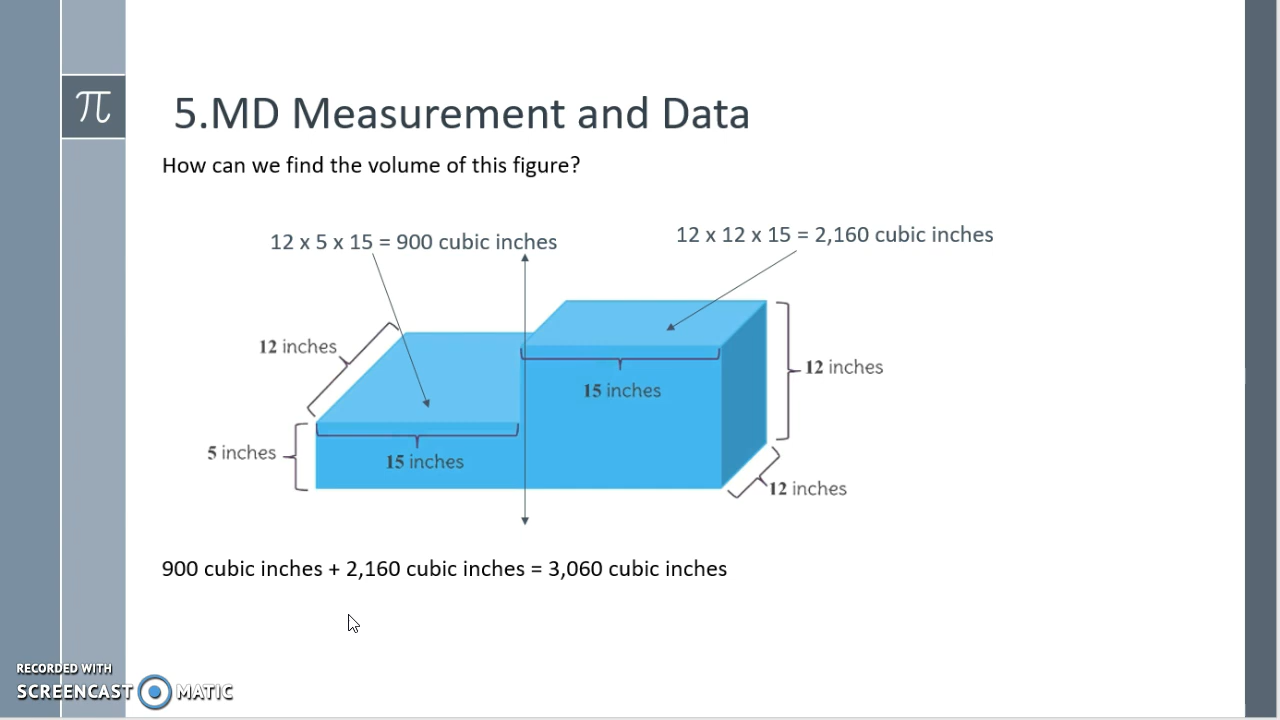 π
5.MD Measurement and Data
How can we find the volume of this figure?
12 x 5 x 15 = 900 cubic inches
12 x 12 x 15 = 2,160 cubic inches
12 inches
15 inches
12 inches
5 inches
15 inches
12 inches
900 cubic inches + 2,160 cubic inches = 3,060 cubic inches
RECORDED WITH
SCREENCAST MATIC